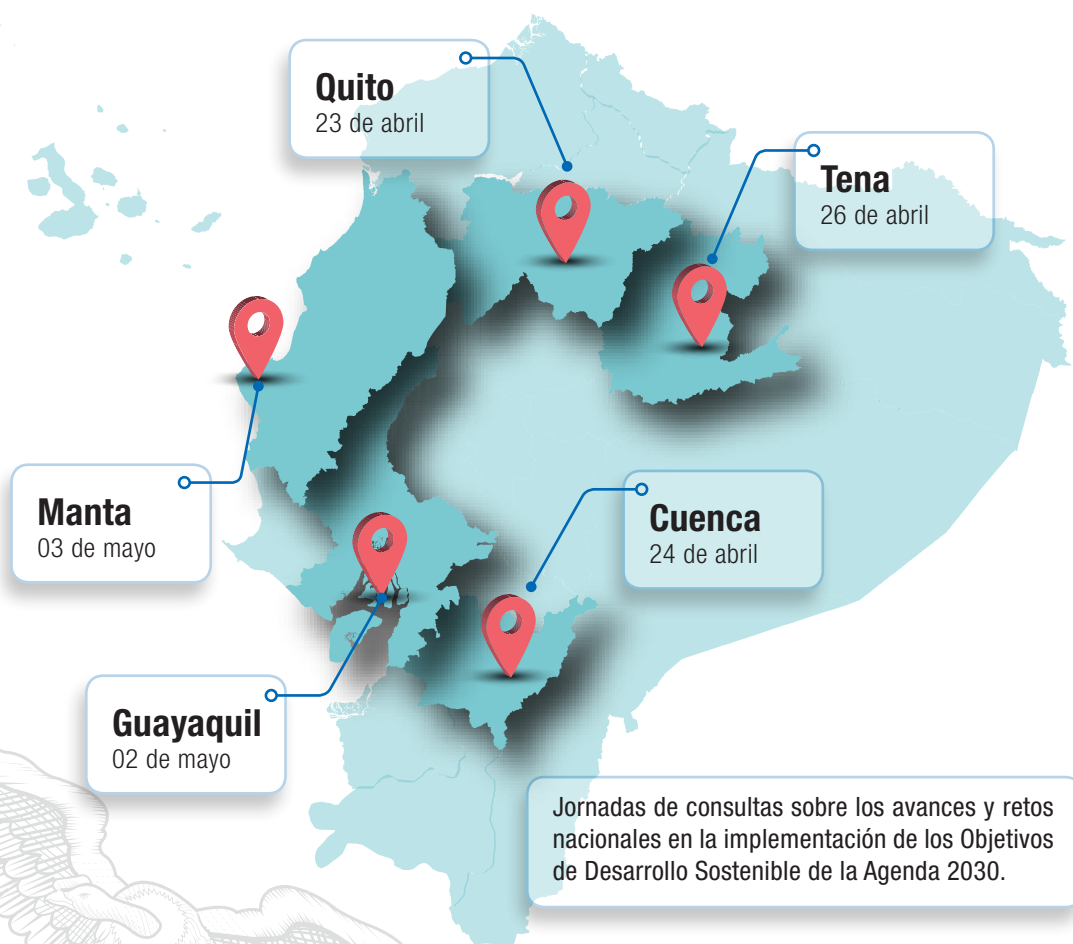 Quito
23 de abril
Tena
26 de abril
Manta
03 de mayo
Cuenca
24 de abril
Guayaquil
02 de mayo
Jornadas de consultas sobre los avances y retos
nacionales en la implementación de los Objetivos
de Desarrollo Sostenible de la Agenda 2030.